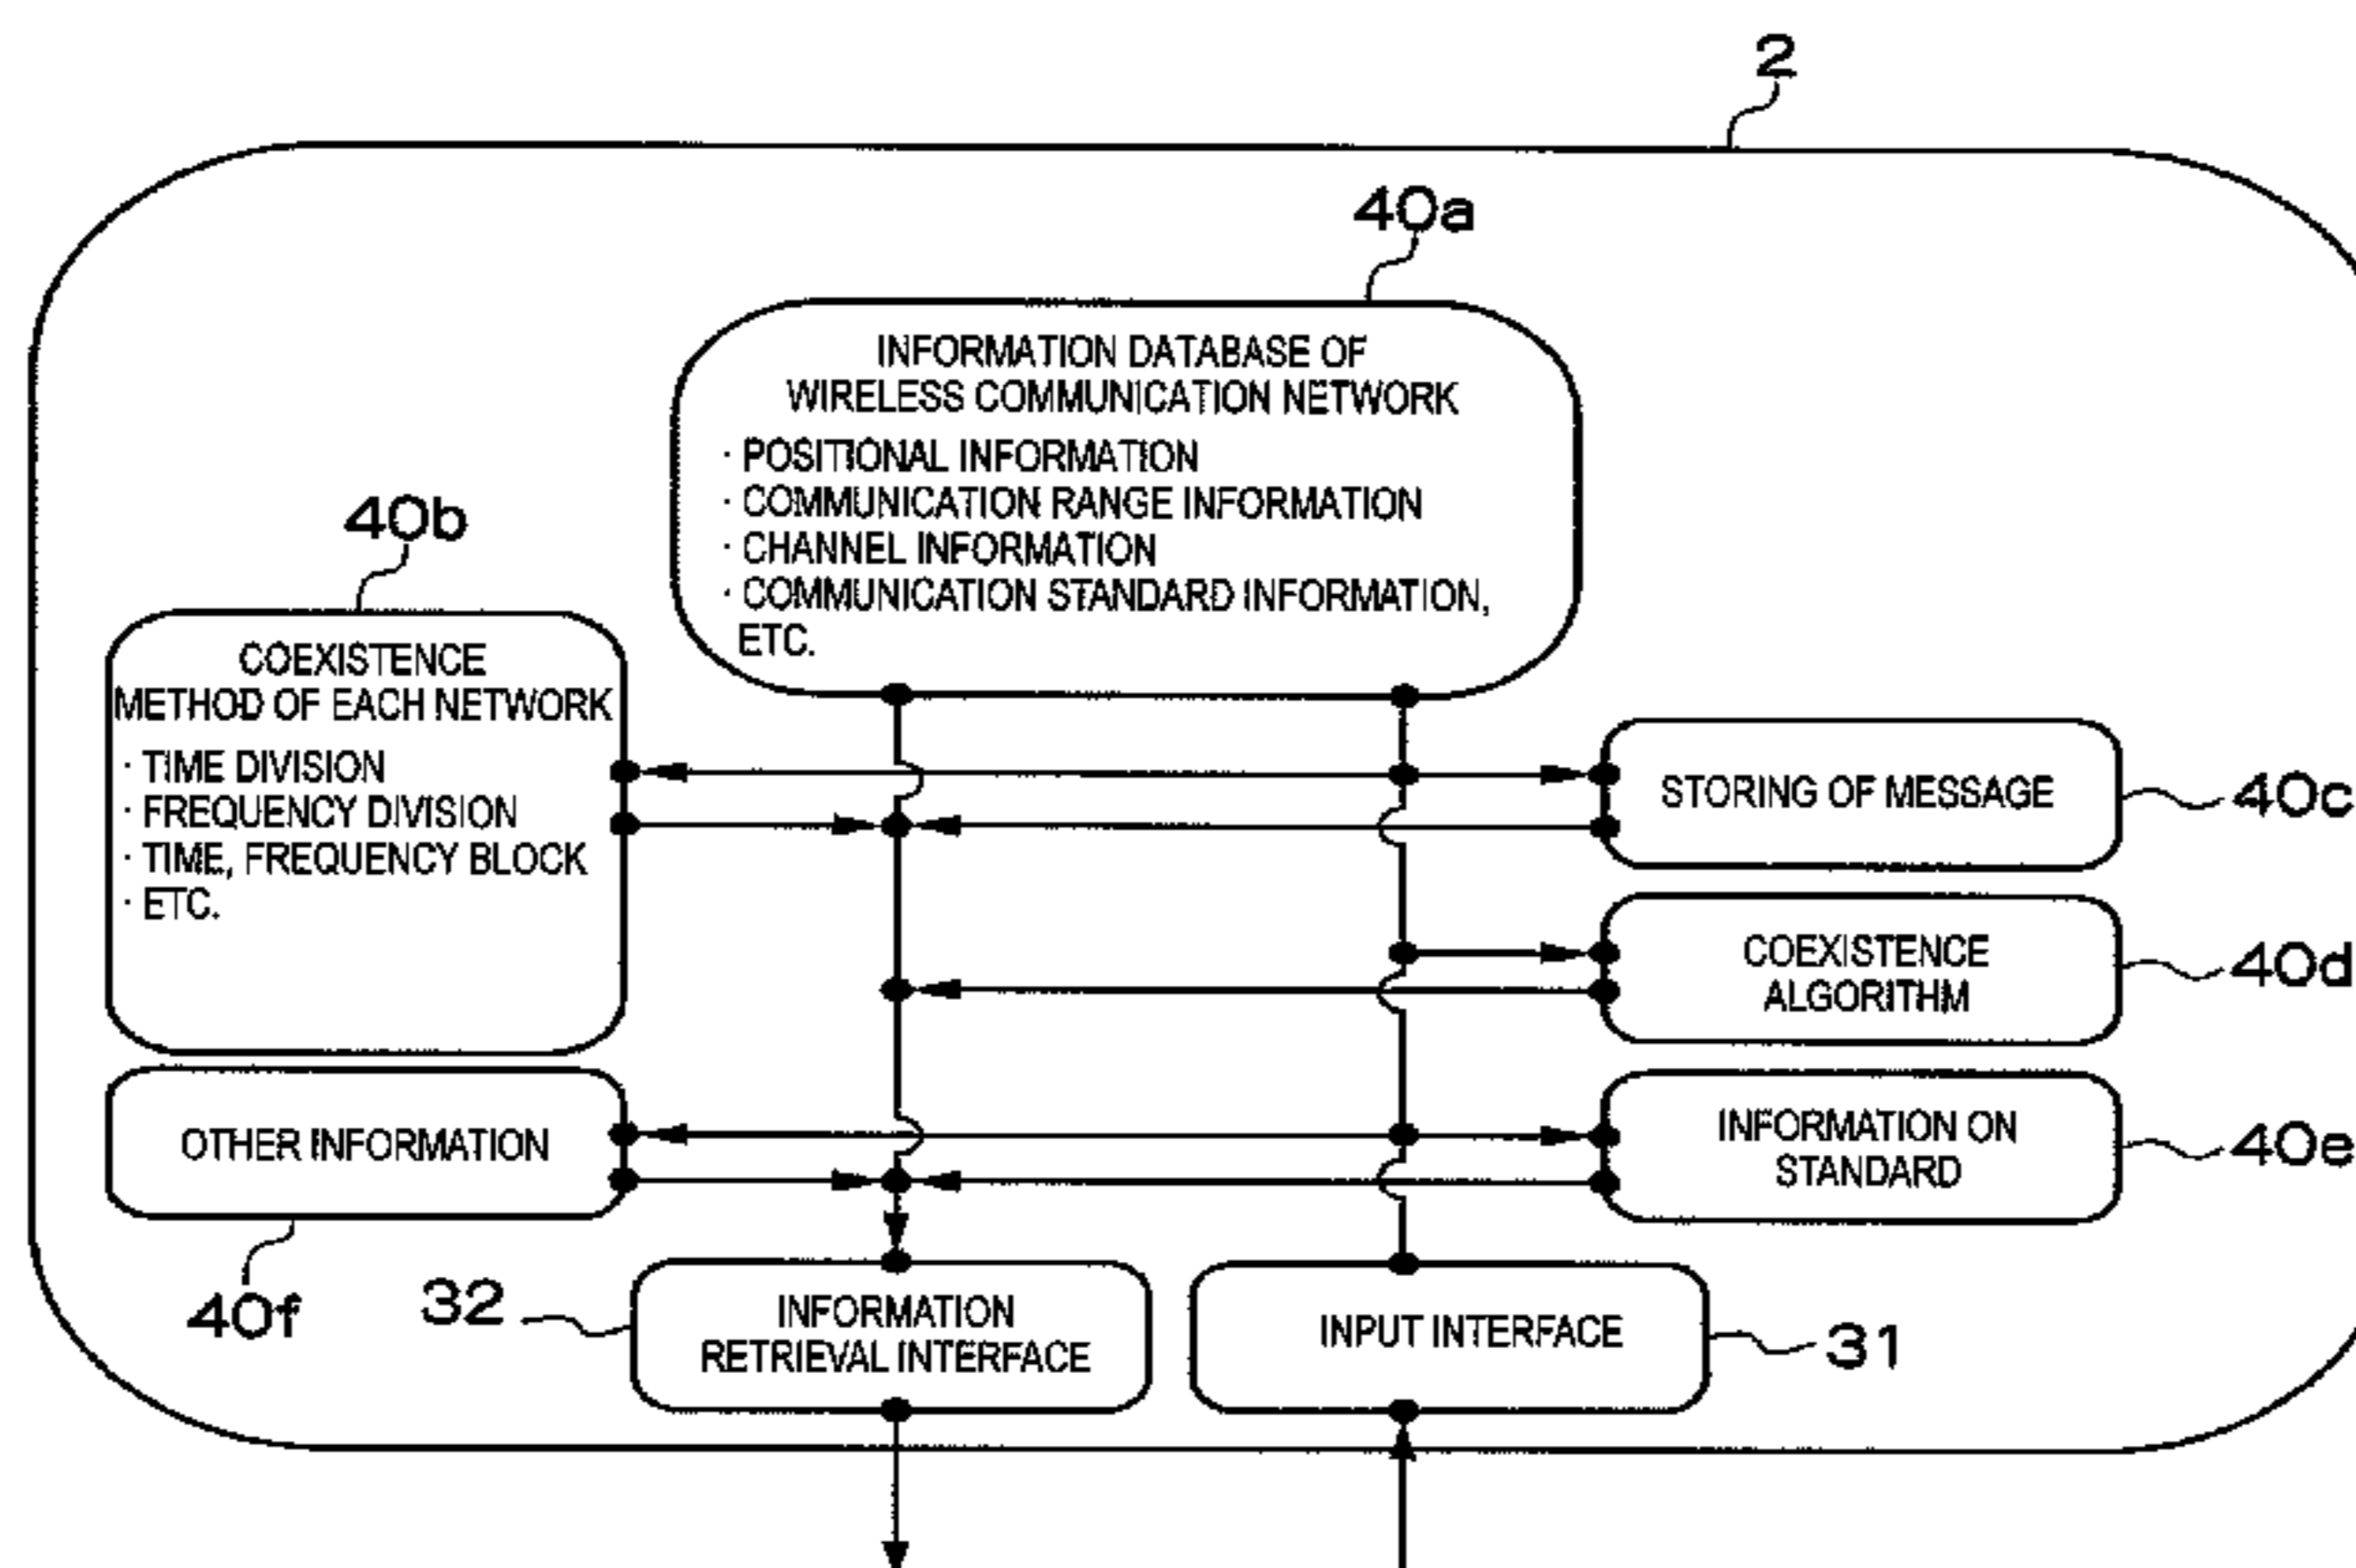 2
40a
INFORMATION DATABASE OF
WIRELESS COMMUNICATION NETWORK
· POSITIONAL INFORMATION
· COMMUNICATION RANGE INFORMATION
· CHANNEL INFORMATION
· COMMUNICATION STANDARD INFORMATION,
ETC.
40b
COEXISTENCE
METHOD OF EACH NETWORK
· TIME DIVISION
· FREQUENCY DIVISION
· TIME, FREQUENCY BLOCK
· ETC.
STORING OF MESSAGE
40c
COEXISTENCE
ALGORITHM
40d
INFORMATION ON
STANDARD
40e
OTHER INFORMATION
40f
32
INFORMATION
RETRIEVAL INTERFACE
INPUT INTERFACE
31